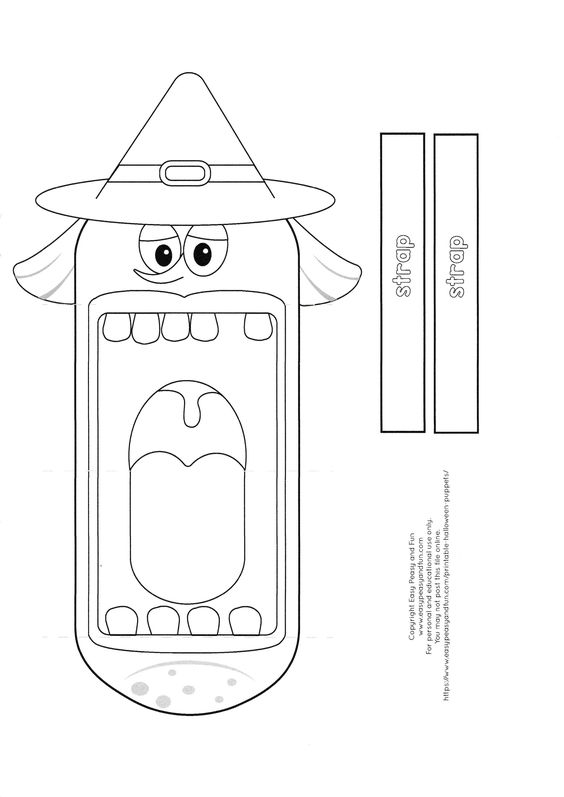 strap
strap
Copyright Easy Peasy and Fun
www.easypeasyandfun.com
For personal and educational use only.
You may not post this file online.
https://www.easypeasyandfun.com/printable-halloween-puppets/